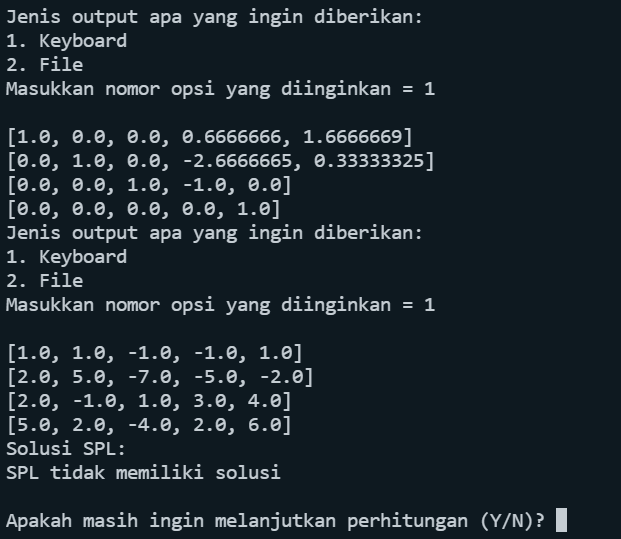 Jenis output apa yang ingin diberikan:
1. Keyboard
2. File
Masukkan nomor opsi yang diinginkan = 1
[1.0, 0.0, 0.0, 0.6666666, 1.6666669]
[0.0, 1.0, 0.0, -2.6666665, 0.33333325]
[0.0, 0.0, 1.0, -1.0, 0.0]
[0.0, 0.0, 0.0, 0.0, 1.0]
Jenis output apa yang ingin diberikan:
1. Keyboard
2. File
Masukkan nomor opsi yang diinginkan = 1
[1.0, 1.0, -1.0, -1.0, 1.0]
[2.0, 5.0, -7.0, -5.0, -2.0]
[2.0, -1.0, 1.0, 3.0, 4.0]
[5.0, 2.0, -4.0, 2.0, 6.0]
Solusi SPL:
SPL tidak memiliki solusi
Apakah masih ingin melanjutkan perhitungan (Y/N)?